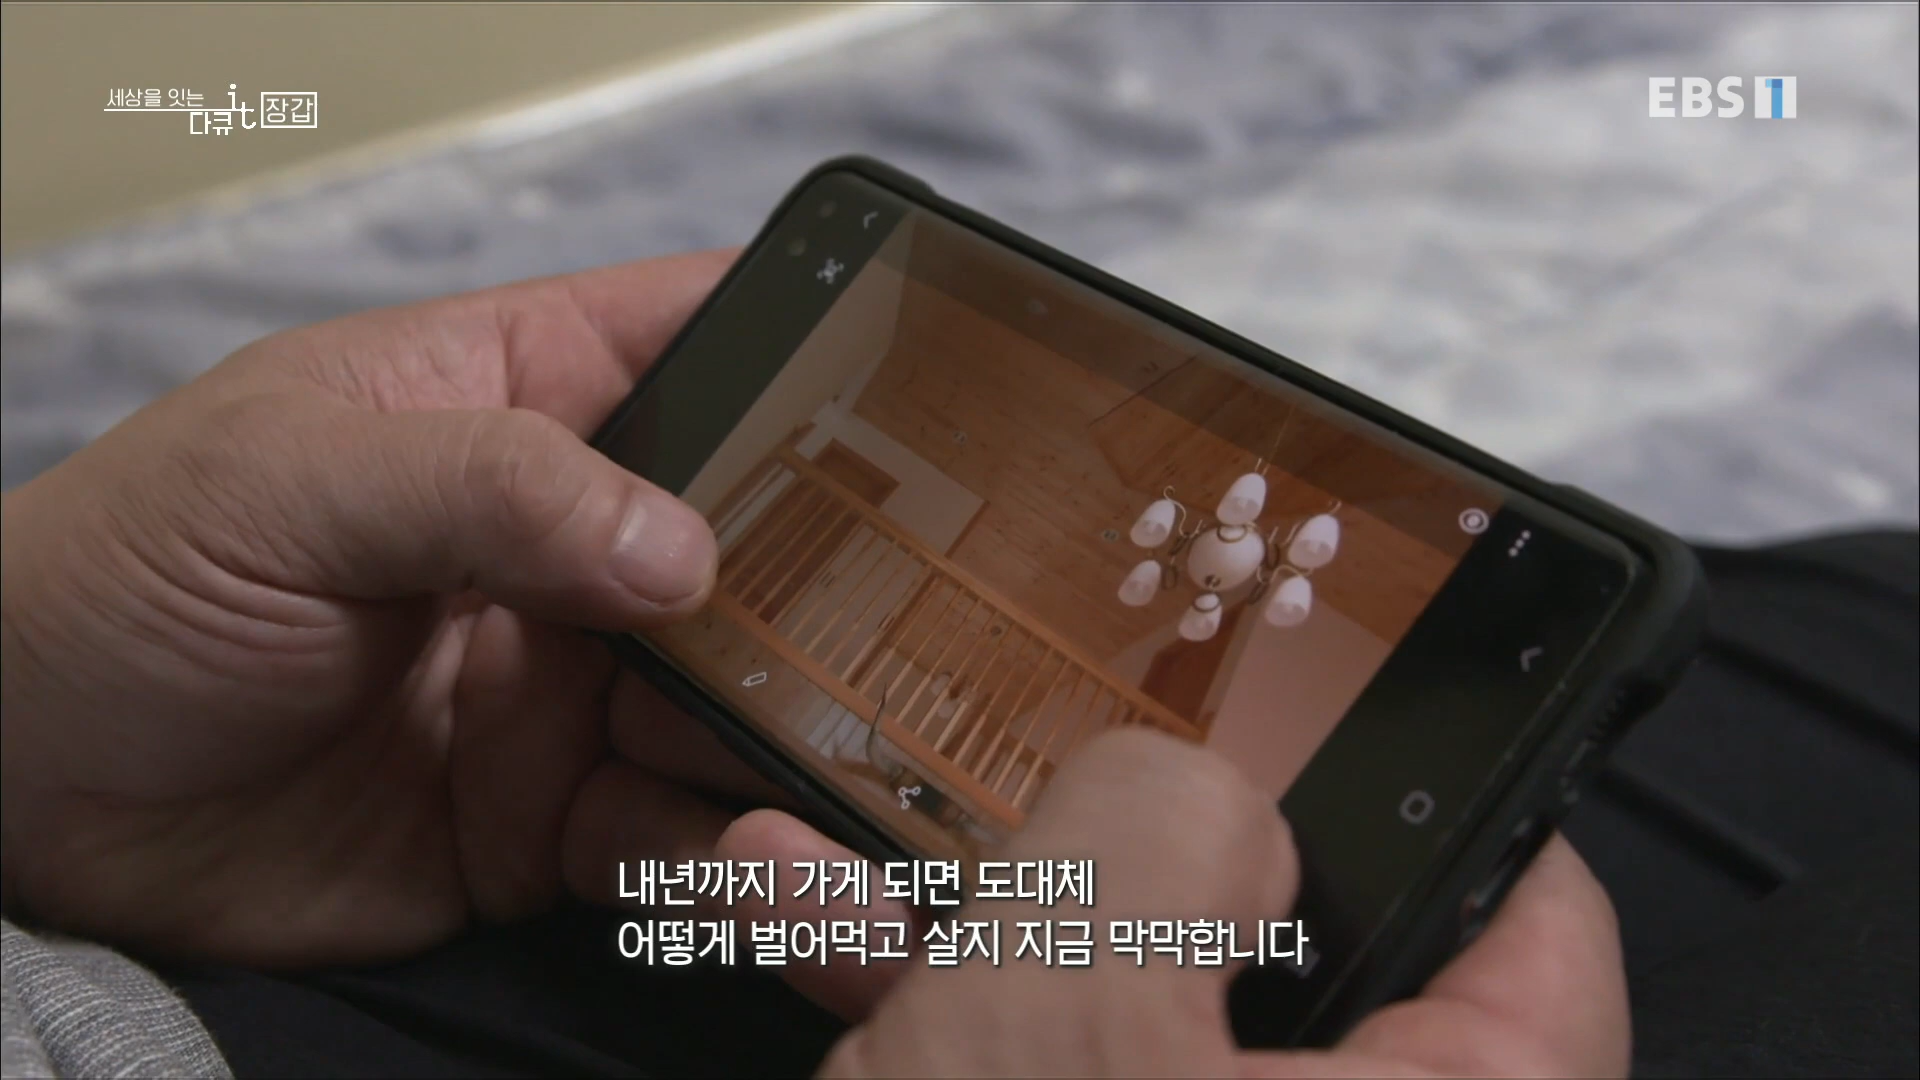 세상을 잇는
다큐it 장갑
EBS 1
내년까지 가게 되면 도대체
어떻게 벌어먹고 살지 지금 막막합니다